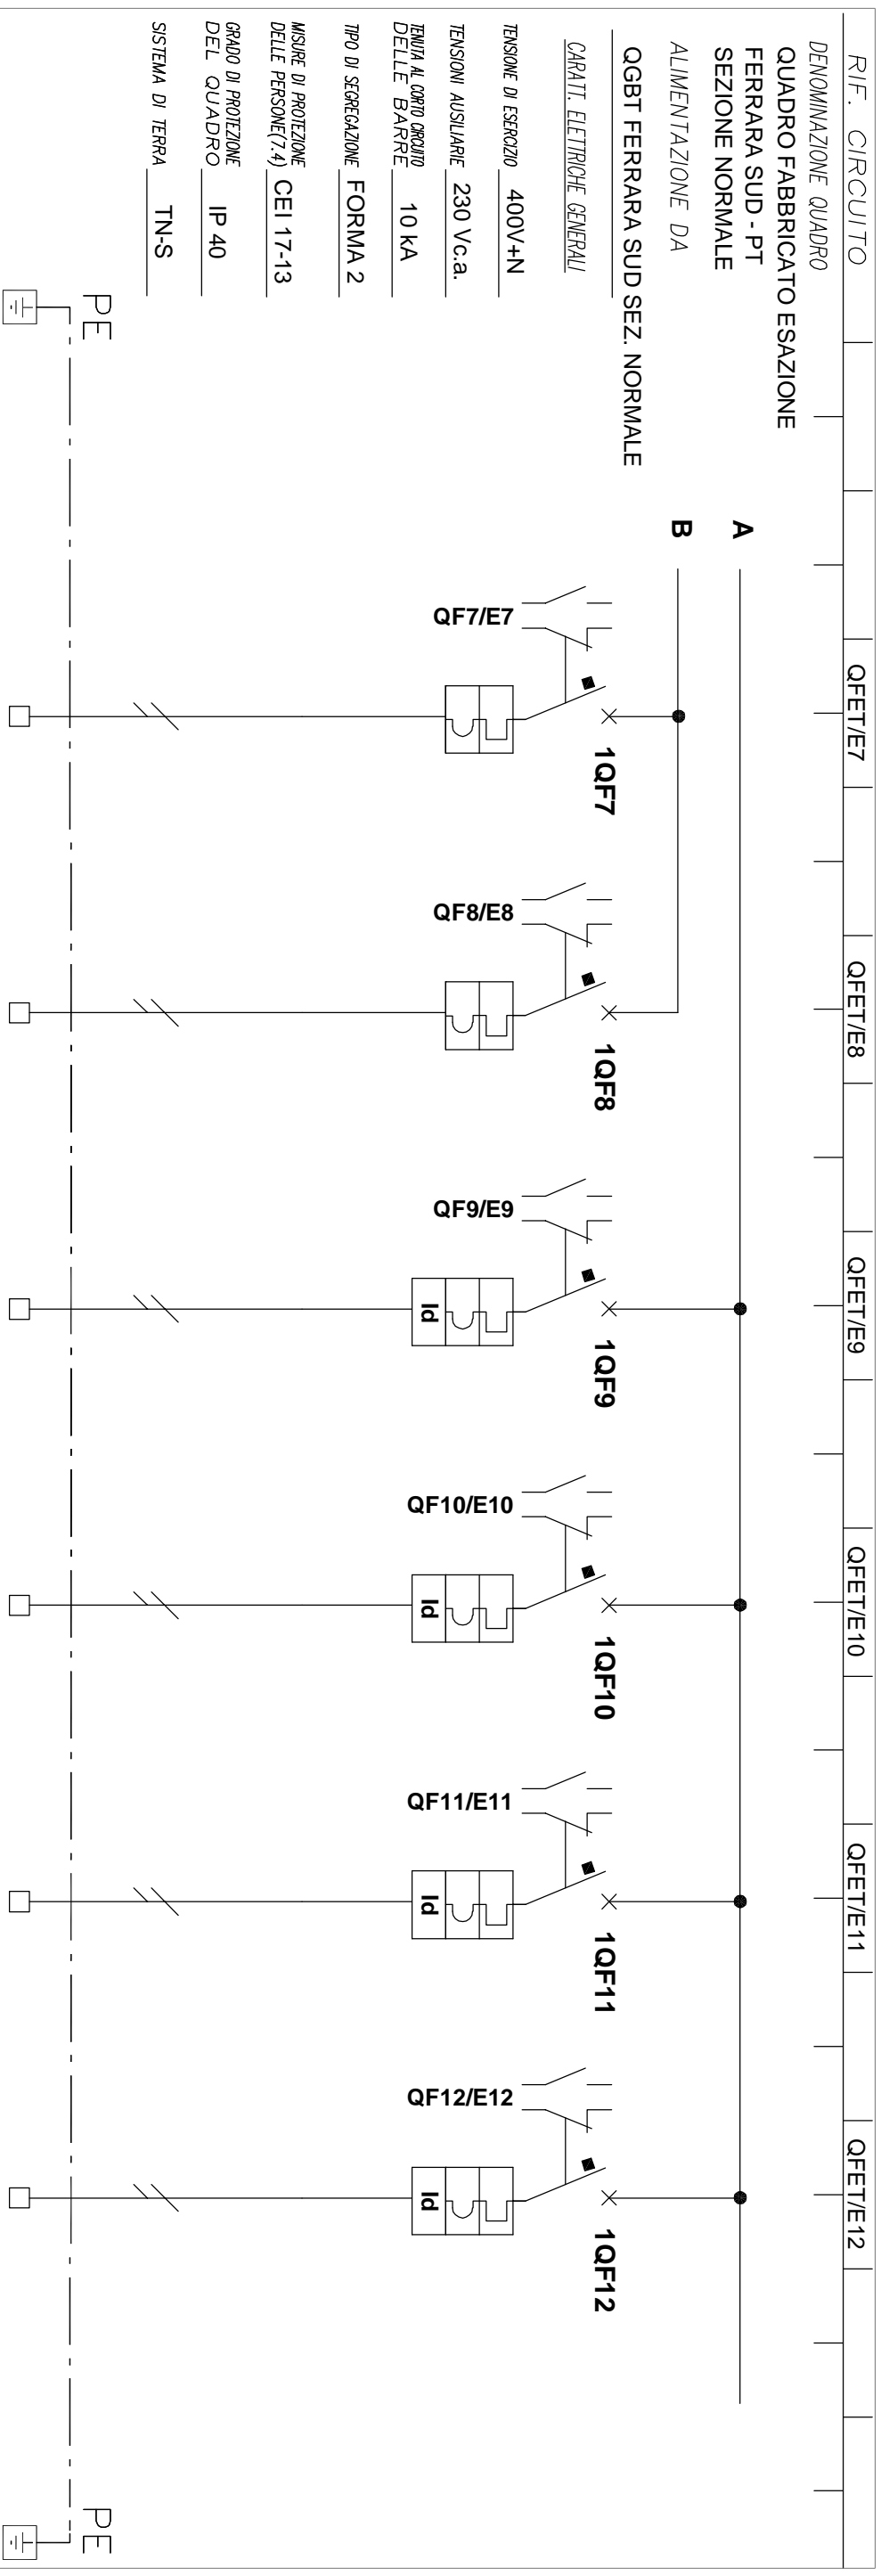 RIF. CIRCUITO
QFET/E7
QFET/E8
QFET/E9
QFET/E10
QFET/E11
QFET/E12
DENOMINAZIONE QUADRO
QUADRO FABBRICATO ESAZIONE
FERRARA SUD - PT
SEZIONE NORMALE
ALIMENTAZIONE DA
QGBT FERRARA SUD SEZ. NORMALE
CARATT. ELETTRICHE GENERALI
TENSIONE DI ESERCIZIO 400V+N
TENSIONI AUSILIARIE 230 Vc.a.
TENUTA AL CORTO CIRCUITO
DELLE BARRE 10 kA
TIPO DI SEGREGAZIONE FORMA 2
MISURE DI PROTEZIONE
DELLE PERSONE(7.4) CEI 17-13
GRADO DI PROTEZIONE
DEL QUADRO IP 40
SISTEMA DI TERRA TN-S
A
B
1QF7
1QF8
1QF9
1QF10
1QF11
1QF12
QF7/E7
QF8/E8
QF9/E9
QF10/E10
QF11/E11
QF12/E12
Id
Id
Id
Id
PE
PE